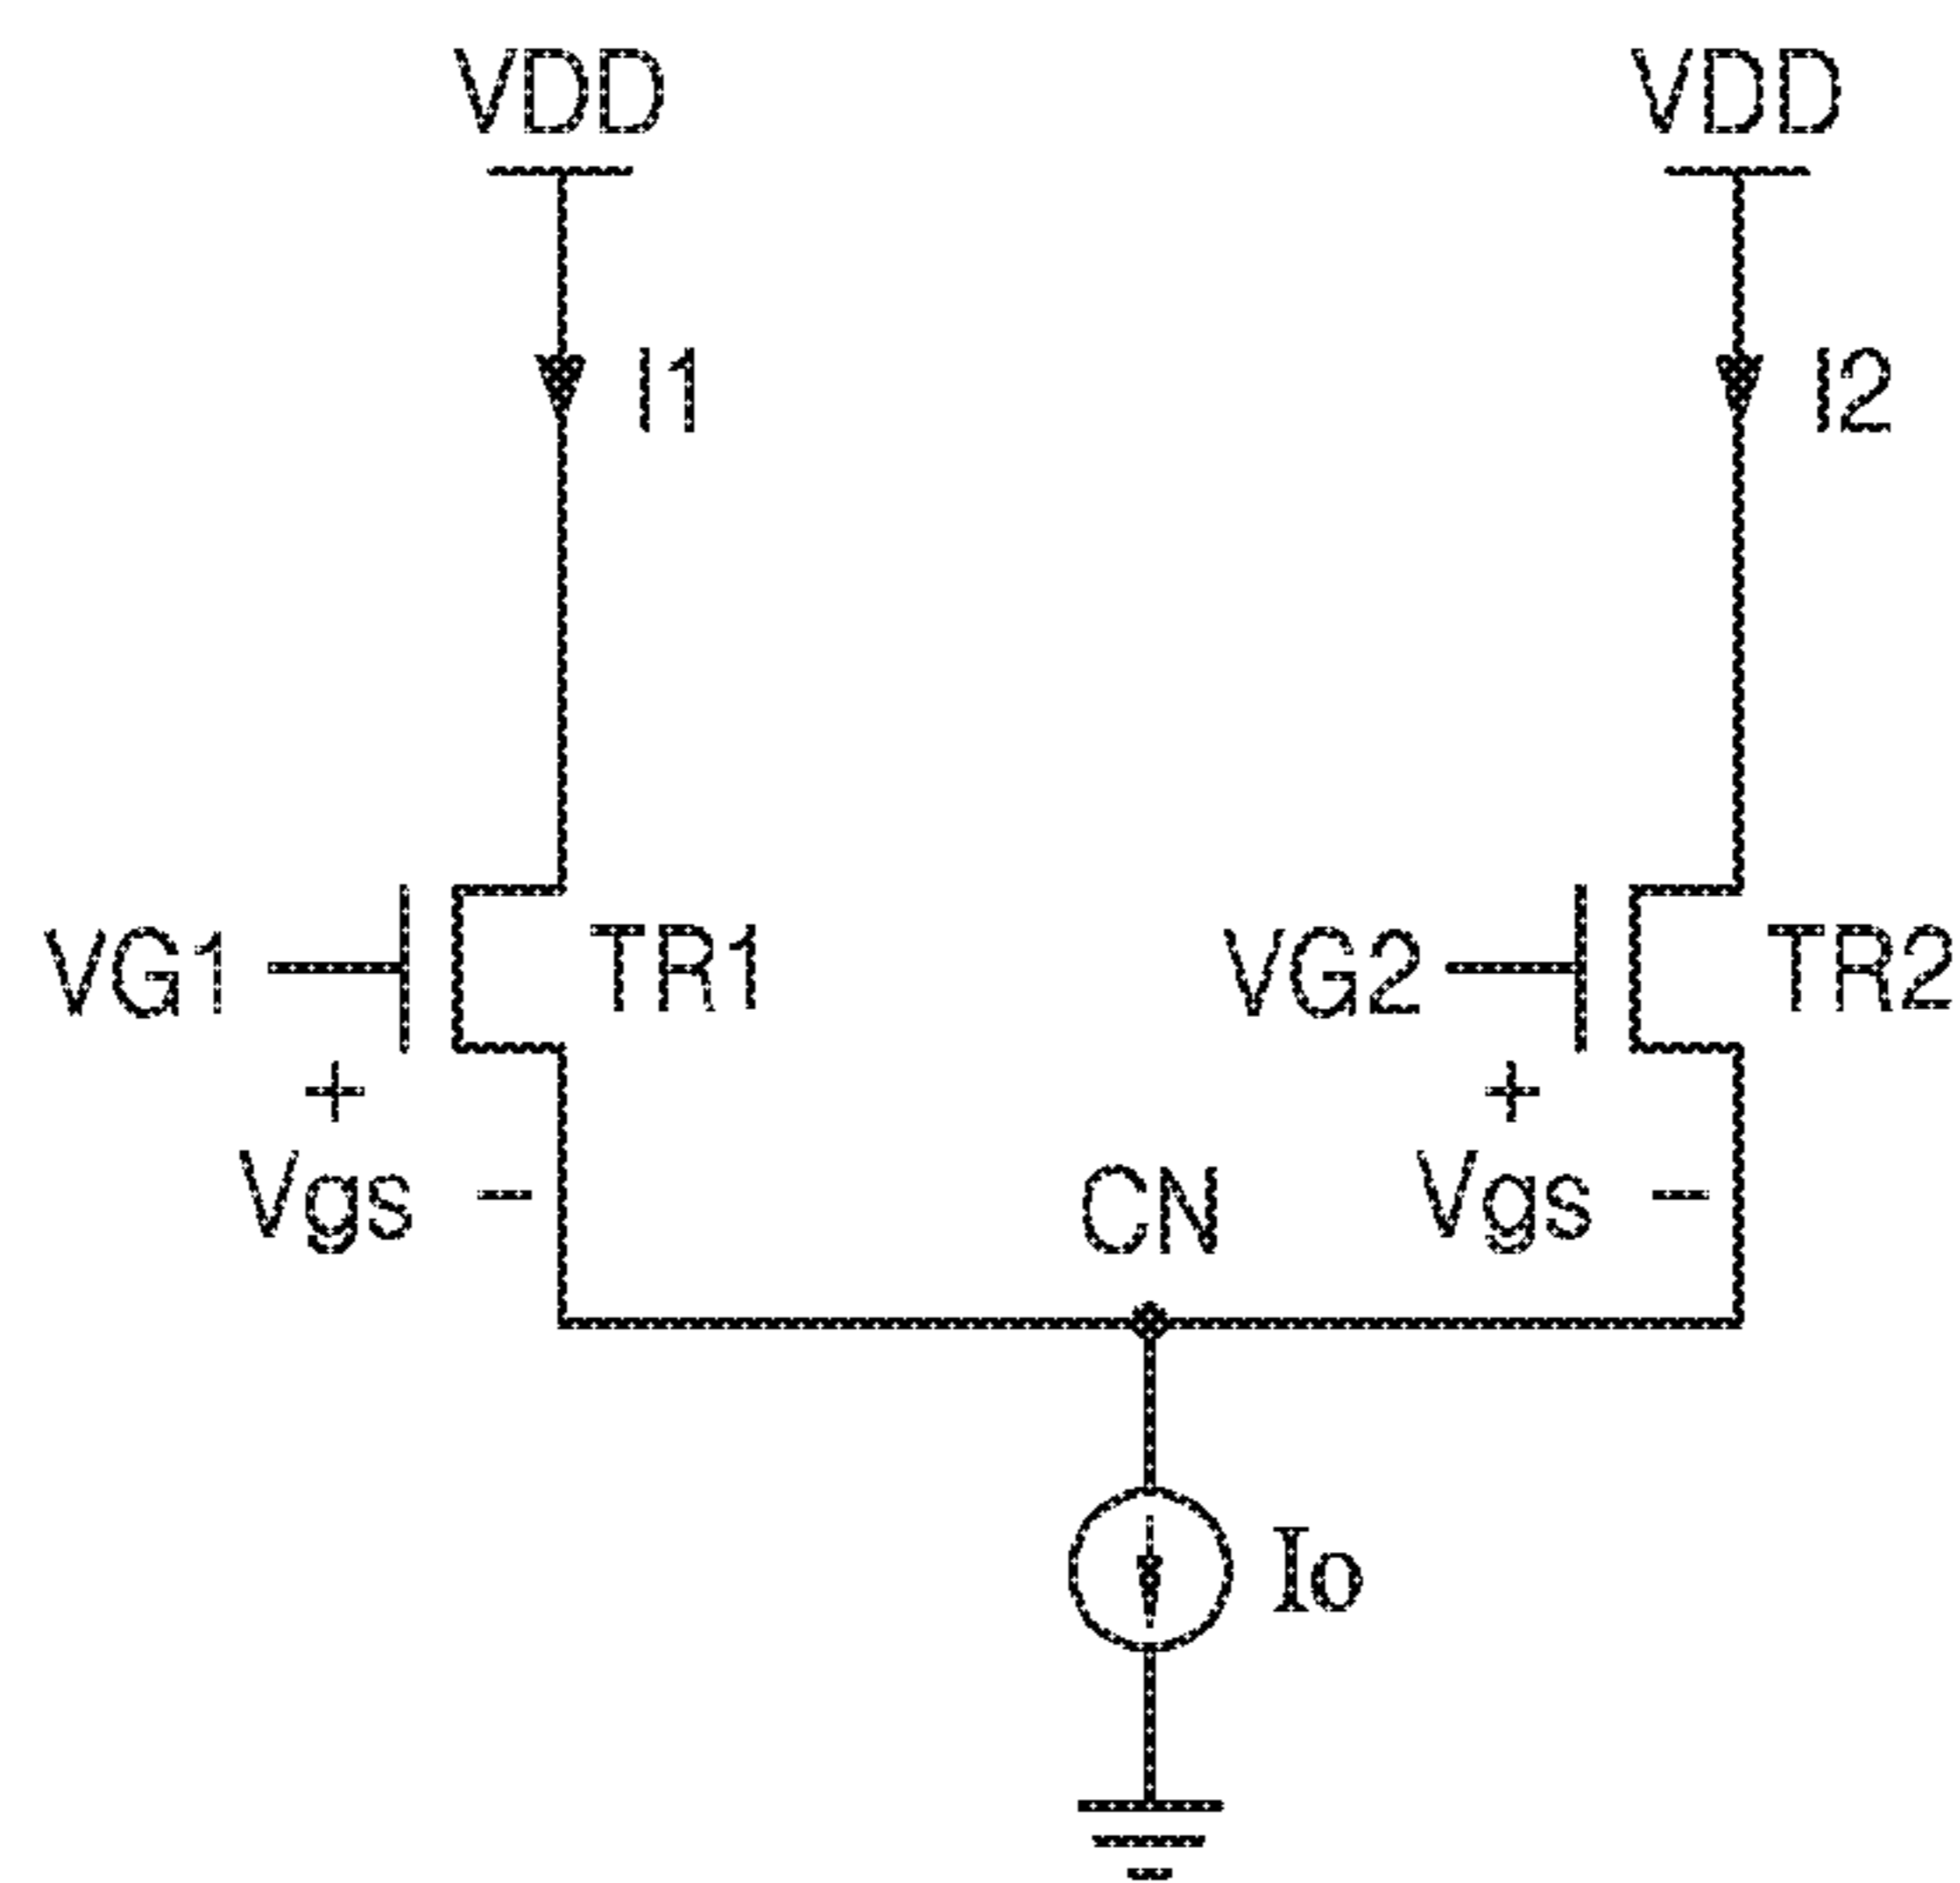 VDD VDD
I1 I2
VG1 TR1 VG2 TR2
+ +
Vgs - CN Vgs -
Io